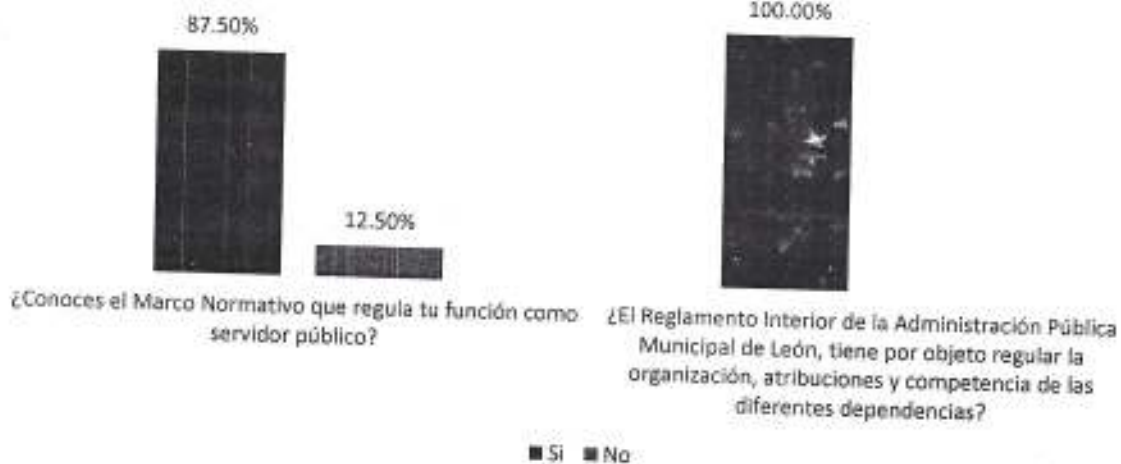 87.50%
100.00%
12.50%
¿Conoces el Marco Normativo que regula tu función como
servidor público?
¿El Reglamento Interior de la Administración Pública
Municipal de León, tiene por objeto regular la
organización, atribuciones y competencia de las
diferentes dependencias?
Si No